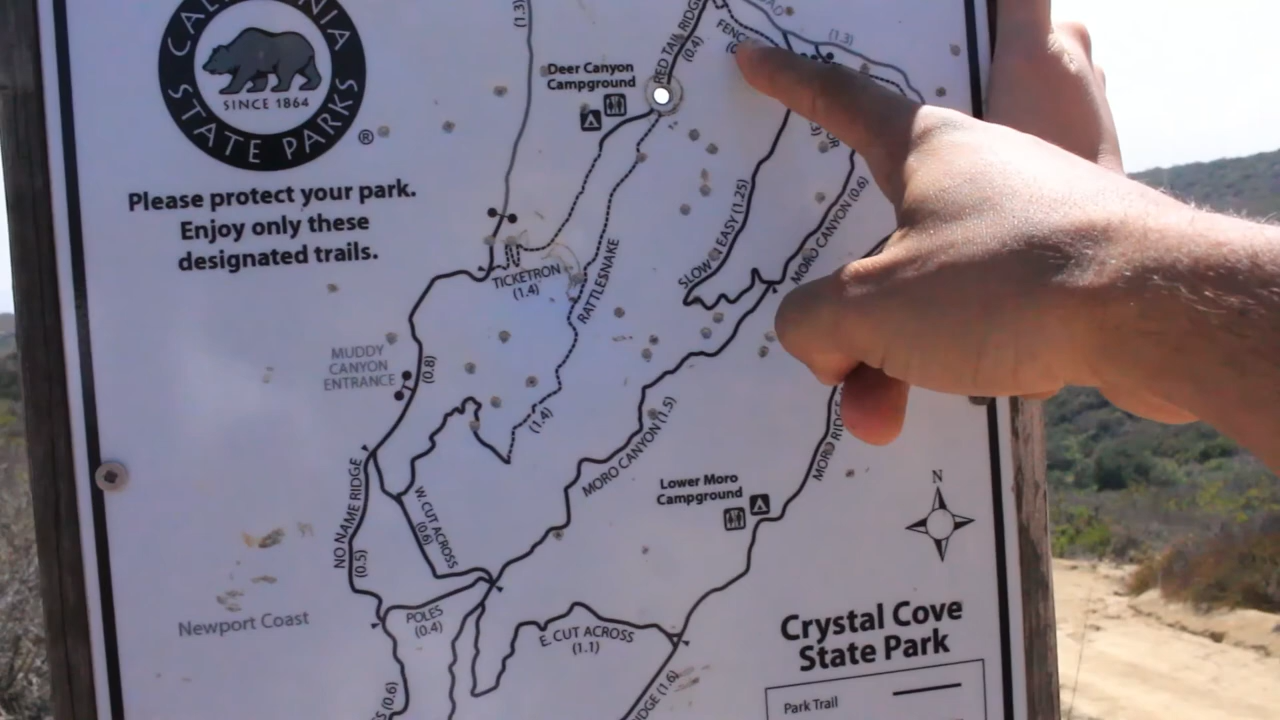 CALIFORNIA
SINCE 1864
STATE PARKS
®
Please protect your park.
Enjoy only these
designated trails.
(1.3)
Deer Canyon
Campground
RED TAIL RIDGE
(0.4)
(1.3)
TICKETRON
(1.4)
RATTLESNAKE
(1.4)
SLOW N EASY (1.25)
MORO CANYON (0.6)
MUDDY
CANYON
ENTRANCE
(0.8)
NO NAME RIDGE
(0.5)
W. CUT ACROSS
(0.6)
MORO CANYON (1.5)
Lower Moro
Campground
MORO RIDGE
N
POLES
(0.4)
E. CUT ACROSS
(1.1)
Newport Coast
(0.6)
(1.6)
Crystal Cove
State Park
Park Trail